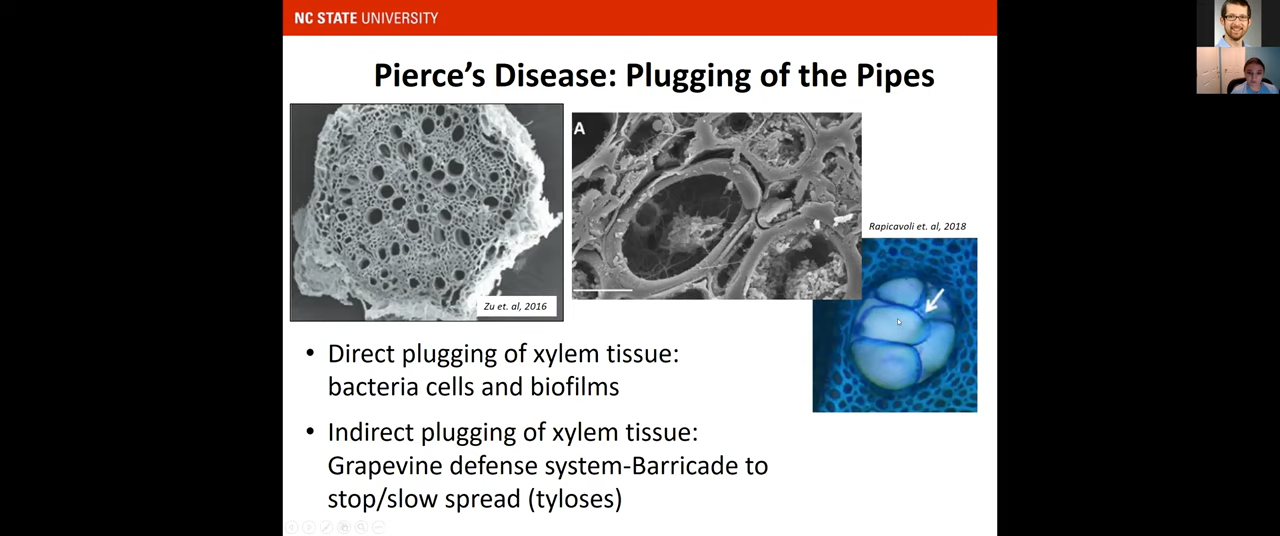 NC STATE UNIVERSITY
Pierce's Disease: Plugging of the Pipes
A
Rapicavoli et. al, 2018
Zu et. al, 2016
• Direct plugging of xylem tissue:
bacteria cells and biofilms
• Indirect plugging of xylem tissue:
Grapevine defense system-Barricade to
stop/slow spread (tyloses)